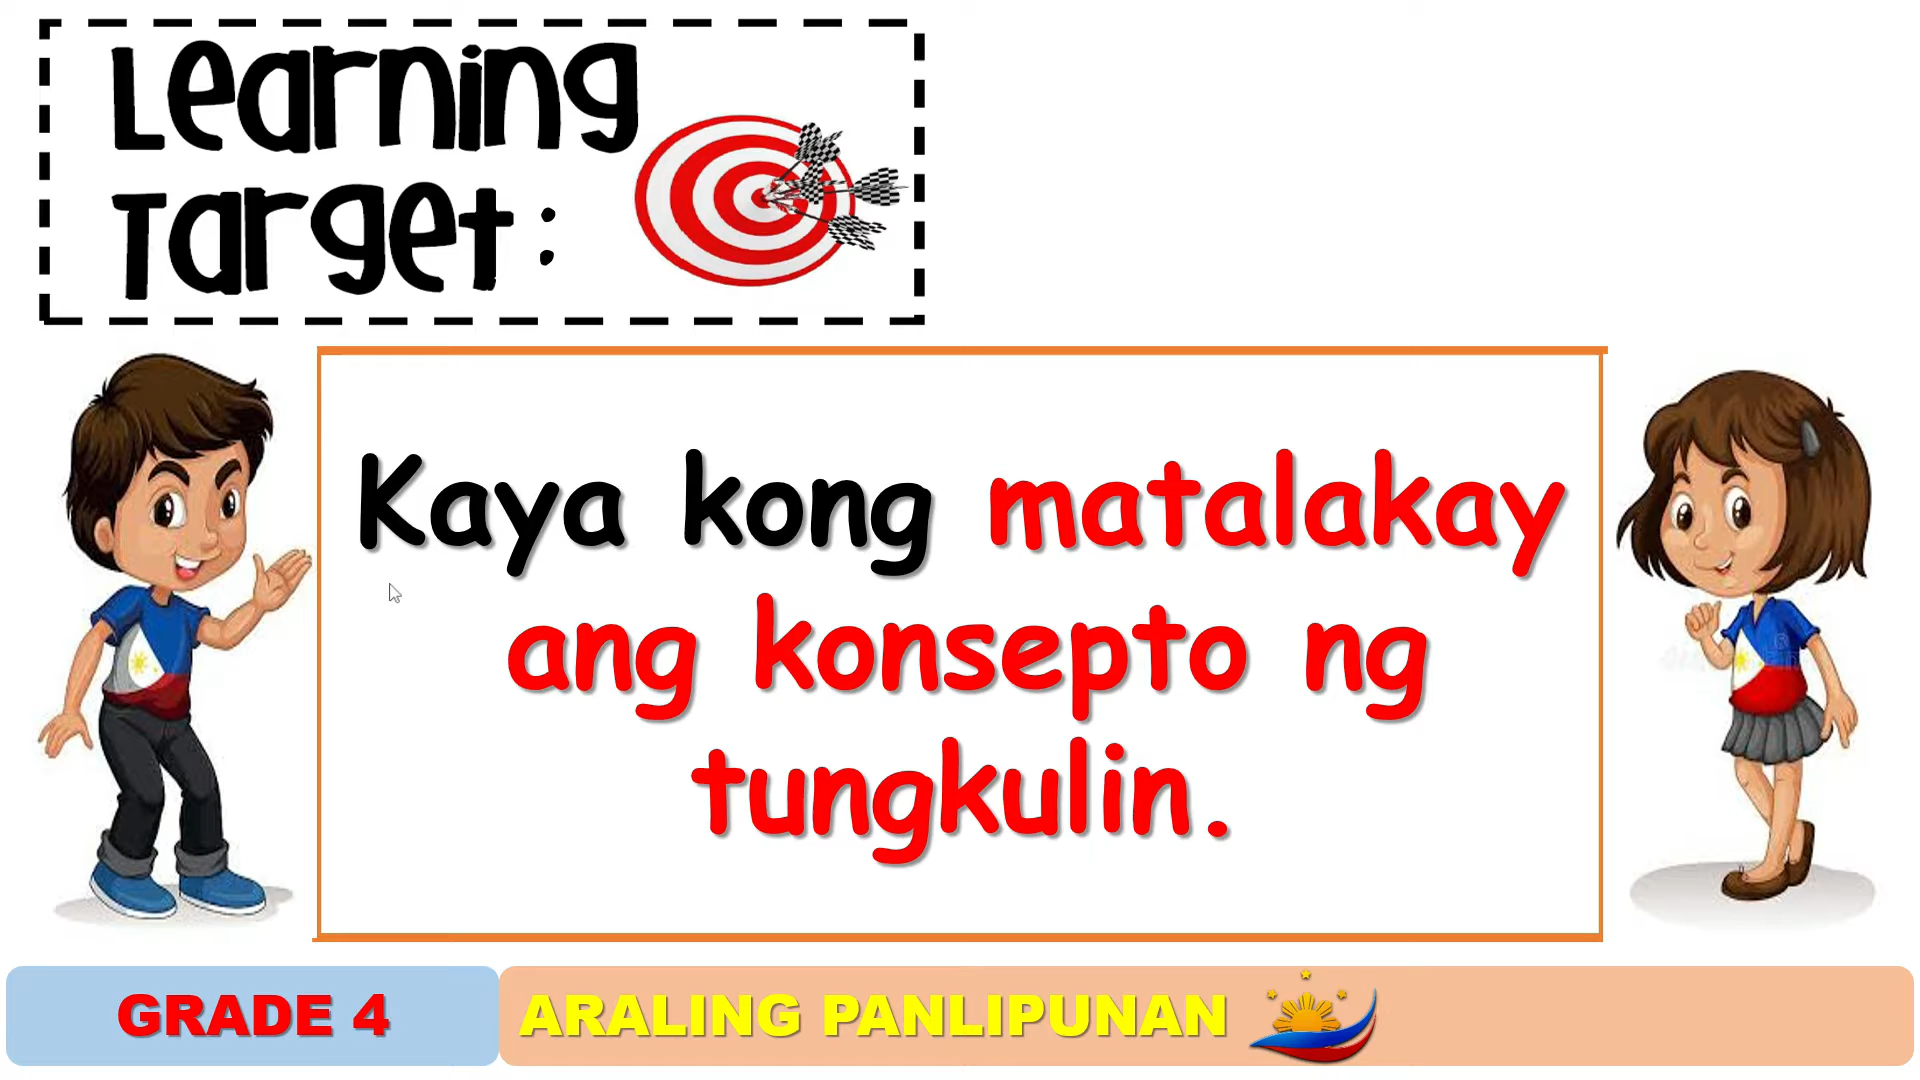 Learning
Target:
Kaya kong matalakay
ang konsepto ng
tungkulin.
GRADE 4
ARALING PANLIPUNAN